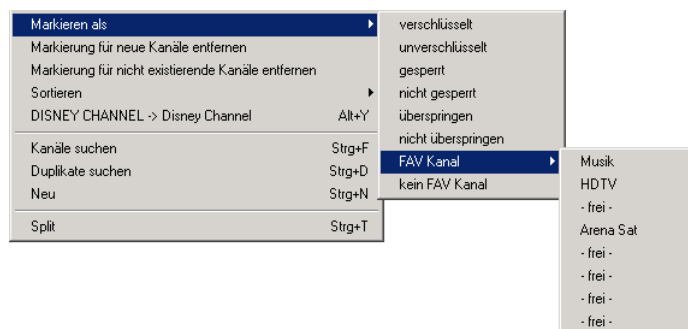 Markieren als
Markierung für neue Kanäle entfernen
Markierung für nicht existierende Kanäle entfernen
Sortieren
DISNEY CHANNEL -> Disney Channel Alt+Y
Kanäle suchen Strg+F
Duplikate suchen Strg+D
Neu Strg+N
Split Strg+T
verschlüsselt
unverschlüsselt
gesperrt
nicht gesperrt
überspringen
nicht überspringen
FAV Kanal
kein FAV Kanal
Musik
HDTV
- frei -
Arena Sat
- frei -
- frei -
- frei -
- frei -